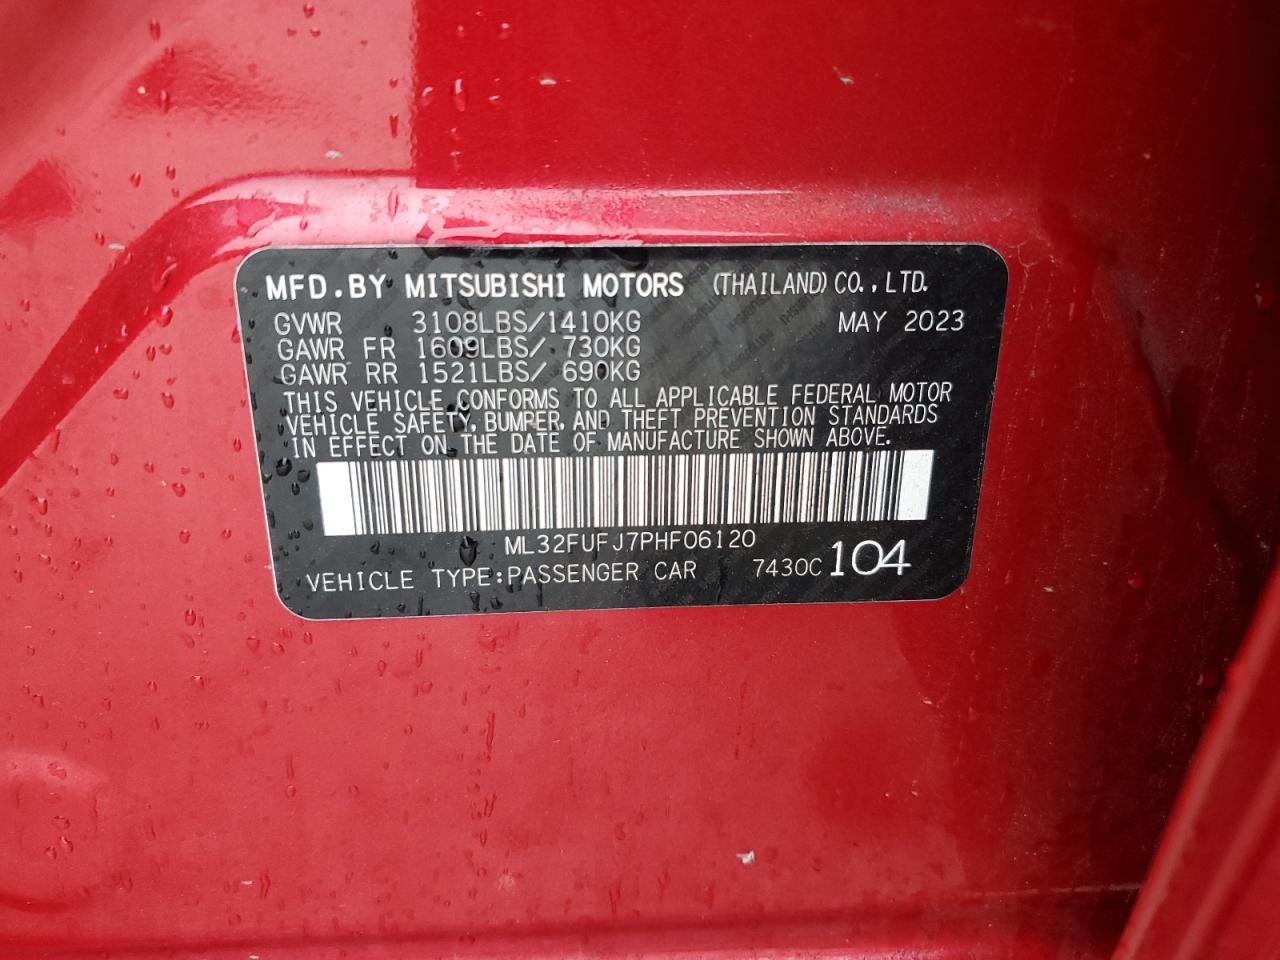 MFD.BY MITSUBISHI MOTORS (THAILAND) CO.,LTD.
GVWR 3108LBS/1410KG MAY 2023
GAWR FR 1609LBS/ 730KG
GAWR RR 1521LBS/ 690KG
THIS VEHICLE CONFORMS TO ALL APPLICABLE FEDERAL MOTOR
VEHICLE SAFETY, BUMPER, AND THEFT PREVENTION STANDARDS
IN EFFECT ON THE DATE OF MANUFACTURE SHOWN ABOVE.
ML32FUFJ7PHF06120
VEHICLE TYPE:PASSENGER CAR 7430C 104